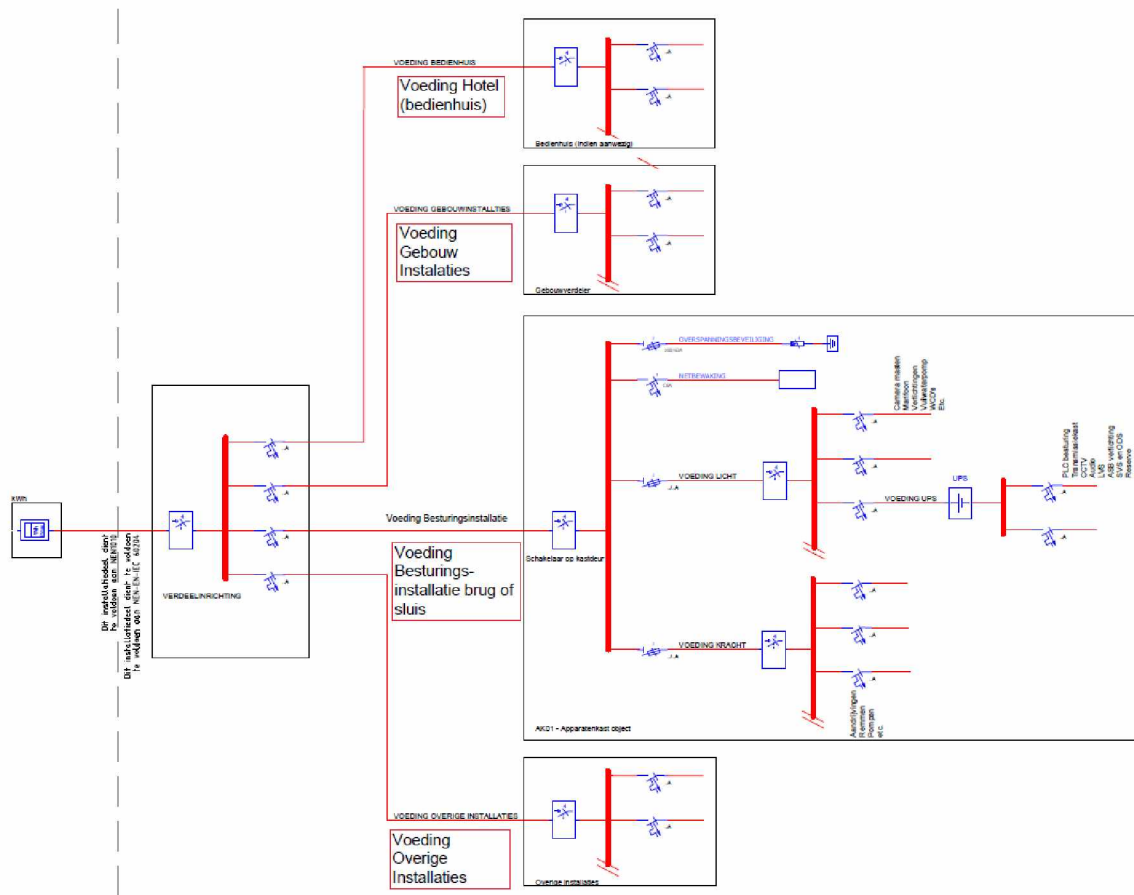 VOEDING BEDIENHUIS
Voeding Hotel
(bedienhuis)
Bedienhuis (indien aanwezig)
VOEDING GEBOUWINSTALLTIES
Voeding
Gebouw
Instalaties
Gebouwverdeler
OVERSPANNINGSBEVEILIGING
NETBEWAKING
Camera masten
Marifoon
Verlichtingen
Vuilwaterpomp
WCD's
Etc.
VOEDING LICHT
UPS
VOEDING UPS
PLC besturing
Transmissiekast
CCTV
Audio
LVS
ASB verlichting
SVS en ODS
Reserve
kWh
Dit installatiedeel dient
te voldoen aan NEN1010
Dit installatiedeel dient te voldoen
te voldoen aan NEN-EN-IEC 60204
VERDEELINRICHTING
Voeding Besturingsinstallatie
Voeding
Besturings-
installatie brug of
sluis
Schakelaar op kastdeur
VOEDING KRACHT
Aandrijvingen
Remmen
Pompen
etc.
AK01 - Apparatenkast object
VOEDING OVERIGE INSTALLATIES
Voeding
Overige
Installaties
Overige installaties